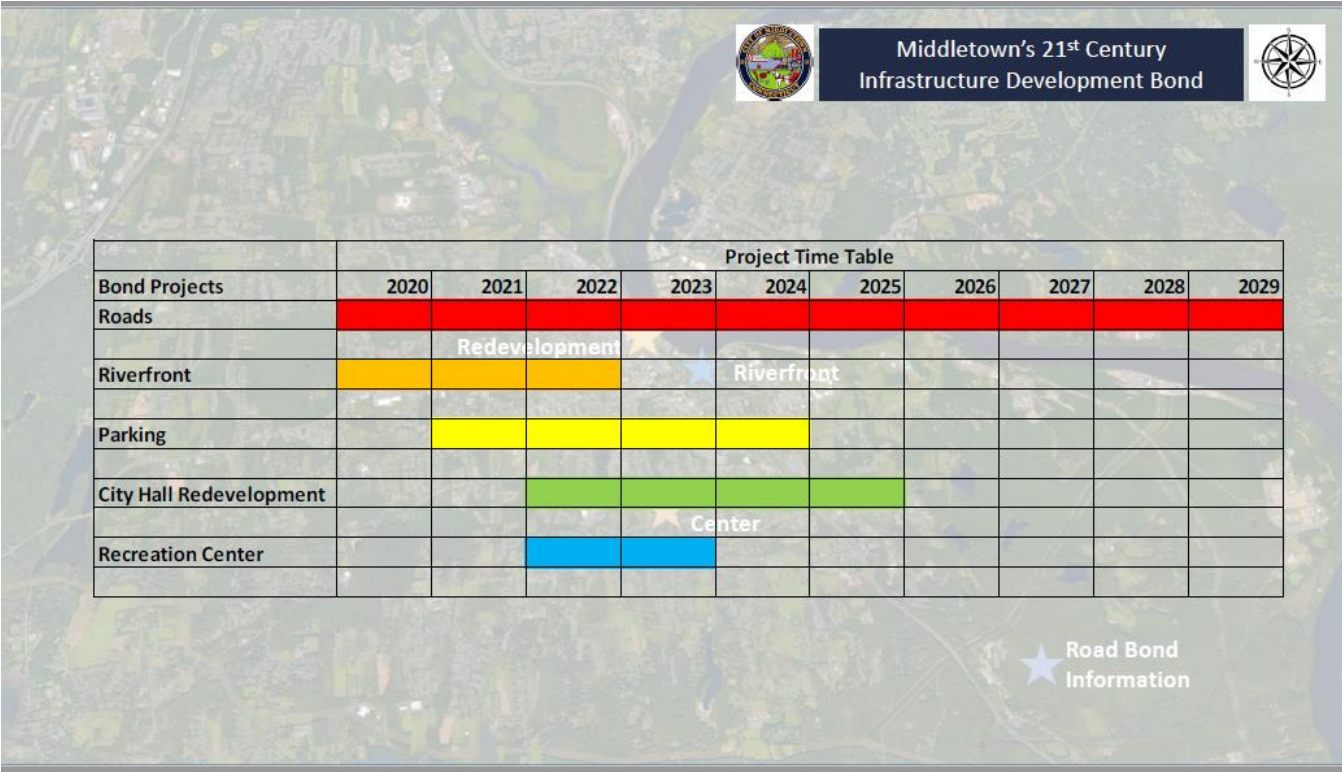 Middletown's 21st Century
Infrastructure Development Bond
Project Time Table
Bond Projects 2020 2021 2022 2023 2024 2025 2026 2027 2028 2029
Roads
Redevelopment
Riverfront
Riverfront
Parking
City Hall Redevelopment
Center
Recreation Center
Road Bond
Information